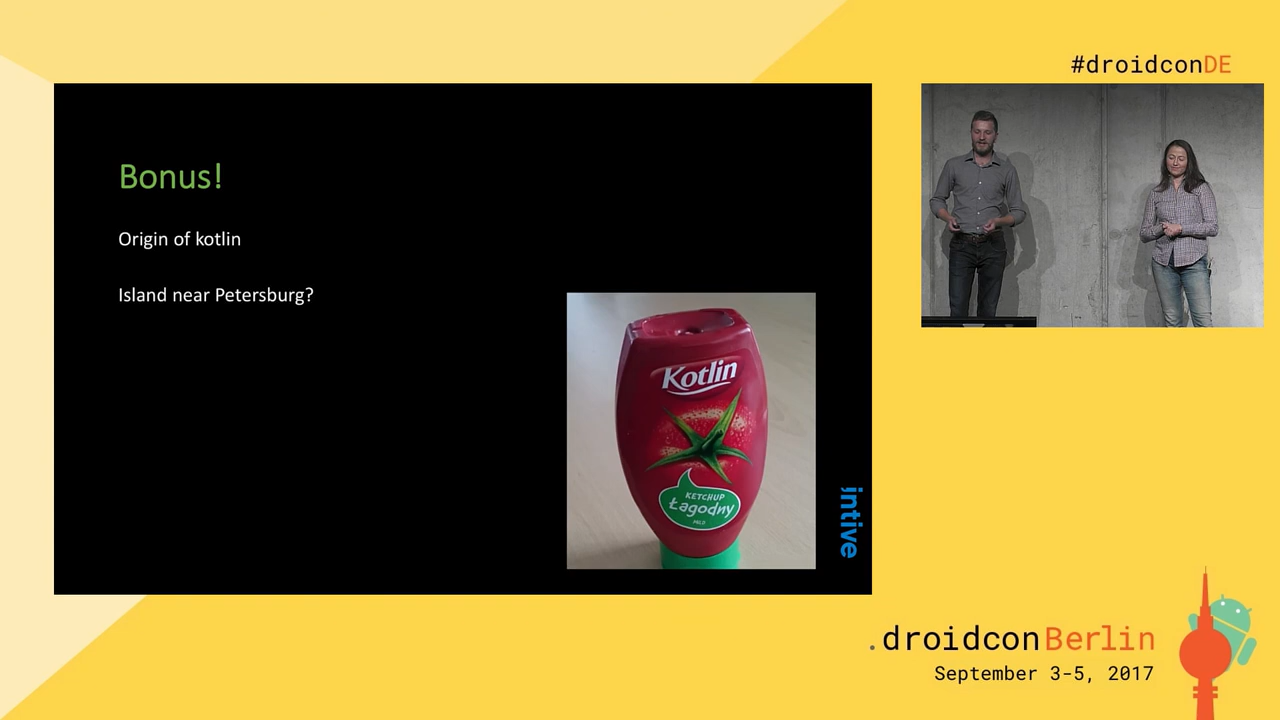 #droidconDE
Bonus!
Origin of kotlin
Island near Petersburg?
Kotlin
KETCHUP
Łagodny
intive
.droidconBerlin
September 3-5, 2017